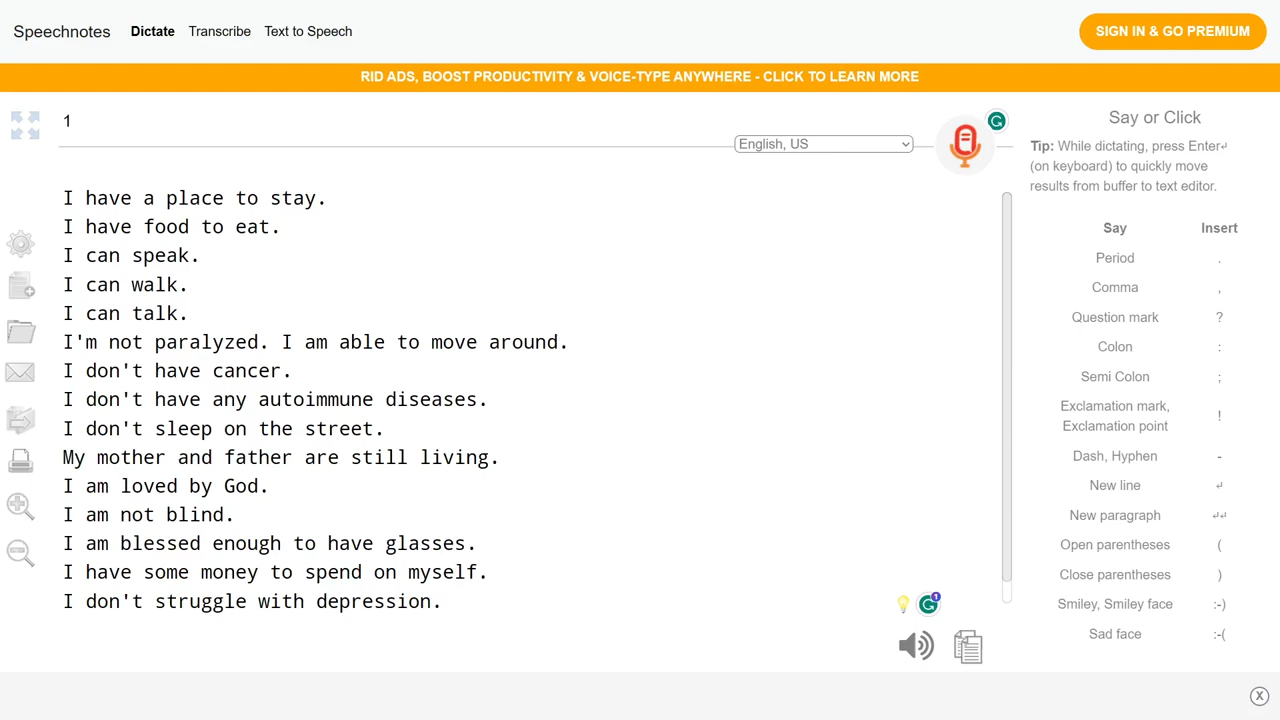 Speechnotes Dictate Transcribe Text to Speech SIGN IN & GO PREMIUM
RID ADS, BOOST PRODUCTIVITY & VOICE-TYPE ANYWHERE - CLICK TO LEARN MORE
1
English, US
I have a place to stay.
I have food to eat.
I can speak.
I can walk.
I can talk.
I'm not paralyzed. I am able to move around.
I don't have cancer.
I don't have any autoimmune diseases.
I don't sleep on the street.
My mother and father are still living.
I am loved by God.
I am not blind.
I am blessed enough to have glasses.
I have some money to spend on myself.
I don't struggle with depression.
1
Say or Click
Tip: While dictating, press Enter↵
(on keyboard) to quickly move
results from buffer to text editor.
Say Insert
Period .
Comma ,
Question mark ?
Colon :
Semi Colon ;
Exclamation mark,
Exclamation point !
Dash, Hyphen -
New line ↵
New paragraph ↵↵
Open parentheses (
Close parentheses )
Smiley, Smiley face :-)
Sad face :-(
X